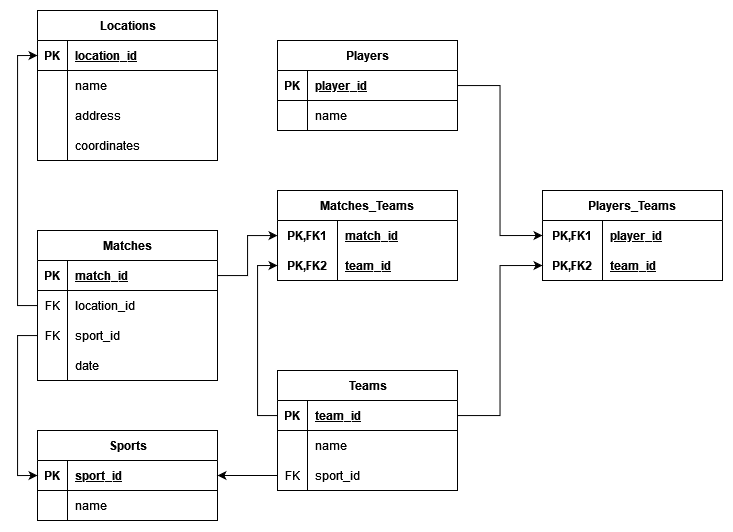 Locations
PK location_id
name
address
coordinates
Players
PK player_id
name
Matches_Teams
PK,FK1 match_id
PK,FK2 team_id
Players_Teams
PK,FK1 player_id
PK,FK2 team_id
Matches
PK match_id
FK location_id
FK sport_id
date
Teams
PK team_id
name
FK sport_id
Sports
PK sport_id
name